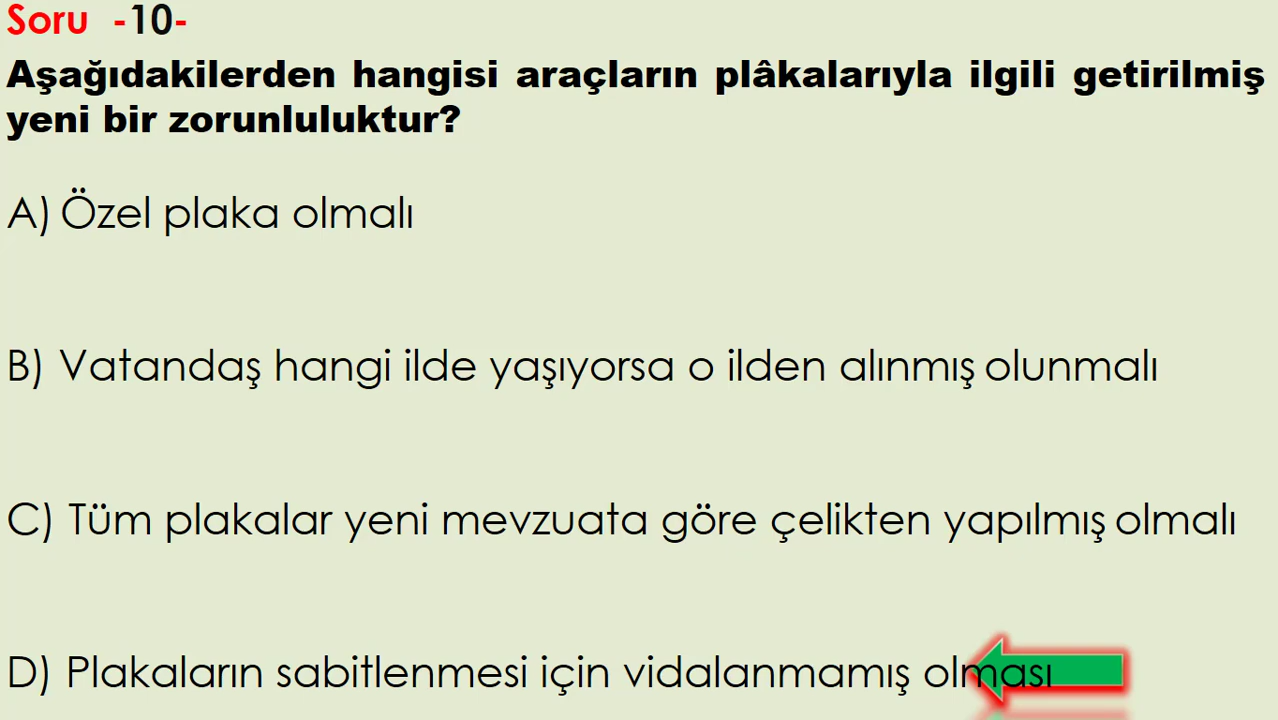 Soru -10-
Aşağıdakilerden hangisi araçların plâkalarıyla ilgili getirilmiş
yeni bir zorunluluktur?
A) Özel plaka olmalı
B) Vatandaş hangi ilde yaşıyorsa o ilden alınmış olunmalı
C) Tüm plakalar yeni mevzuata göre çelikten yapılmış olmalı
D) Plakaların sabitlenmesi için vidalanmamış olması